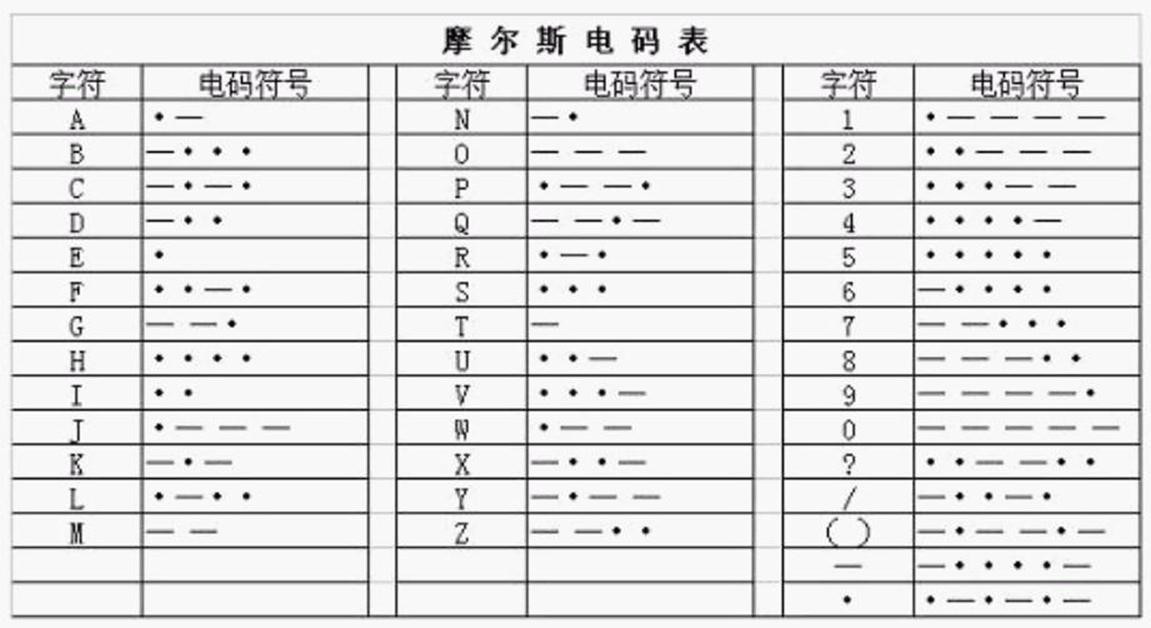 摩尔斯电码表
字符 电码符号 字符 电码符号 字符 电码符号
A •— N —• 1 •————
B —••• O ——— 2 ••———
C —•—• P •——• 3 •••——
D —•• Q ——•— 4 ••••—
E • R •—• 5 •••••
F ••—• S ••• 6 —••••
G ——• T — 7 ——•••
H •••• U ••— 8 ———••
I •• V •••— 9 ————•
J •——— W •—— 0 —————
K —•— X —••— ? ••——••
L •—•• Y —•—— / —••—•
M —— Z ——•• ( ) —•——•—
— —••••—
• •—•—•—